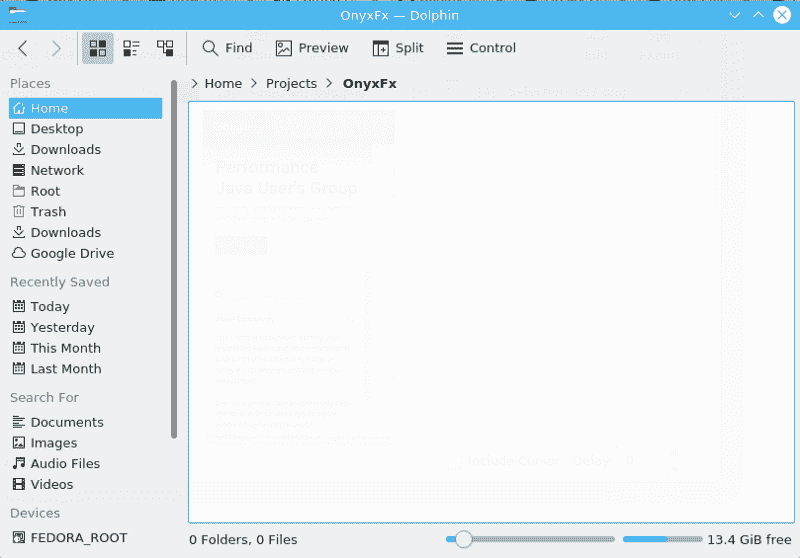 OnyxFx — Dolphin
Find Preview Split Control
Places
Home
Desktop
Downloads
Network
Root
Trash
Downloads
Google Drive
Recently Saved
Today
Yesterday
This Month
Last Month
Search For
Documents
Images
Audio Files
Videos
Devices
FEDORA_ROOT
Home Projects OnyxFx
Performance
Java User's Group
Include Cursor Delay 0
0 Folders, 0 Files
13.4 GiB free